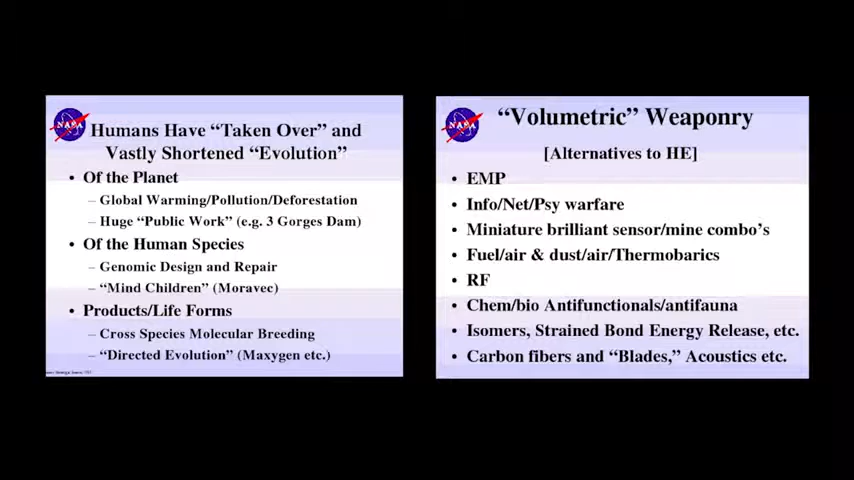 NASA
Humans Have “Taken Over” and
Vastly Shortened “Evolution”
• Of the Planet
– Global Warming/Pollution/Deforestation
– Huge “Public Work” (e.g. 3 Gorges Dam)
• Of the Human Species
– Genomic Design and Repair
– “Mind Children” (Moravec)
• Products/Life Forms
– Cross Species Molecular Breeding
– “Directed Evolution” (Maxygen etc.)
NASA
“Volumetric” Weaponry
[Alternatives to HE]
• EMP
• Info/Net/Psy warfare
• Miniature brilliant sensor/mine combo’s
• Fuel/air & dust/air/Thermobarics
• RF
• Chem/bio Antifunctionals/antifauna
• Isomers, Strained Bond Energy Release, etc.
• Carbon fibers and “Blades,” Acoustics etc.